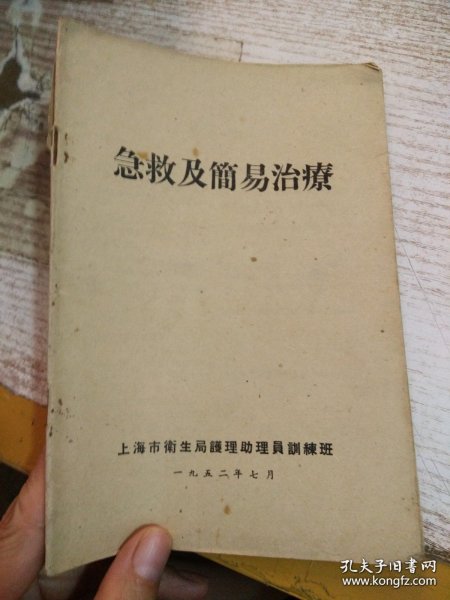 急救及簡易治療
上海市衛生局護理助理員訓練班
一九五二年七月
孔夫子旧书网
www.kongfz.com